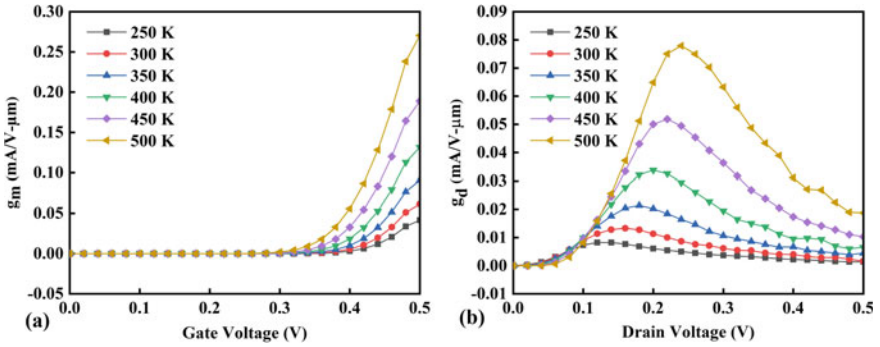 0.30
0.25
0.20
0.15
0.10
0.05
0.00
-0.05
gm (mA/V-μm)
250 K
300 K
350 K
400 K
450 K
500 K
0.0 0.1 0.2 0.3 0.4 0.5
(a) Gate Voltage (V)
0.09
0.08
0.07
0.06
0.05
0.04
0.03
0.02
0.01
0.00
-0.01
gd (mA/V-μm)
250 K
300 K
350 K
400 K
450 K
500 K
0.0 0.1 0.2 0.3 0.4 0.5
(b) Drain Voltage (V)